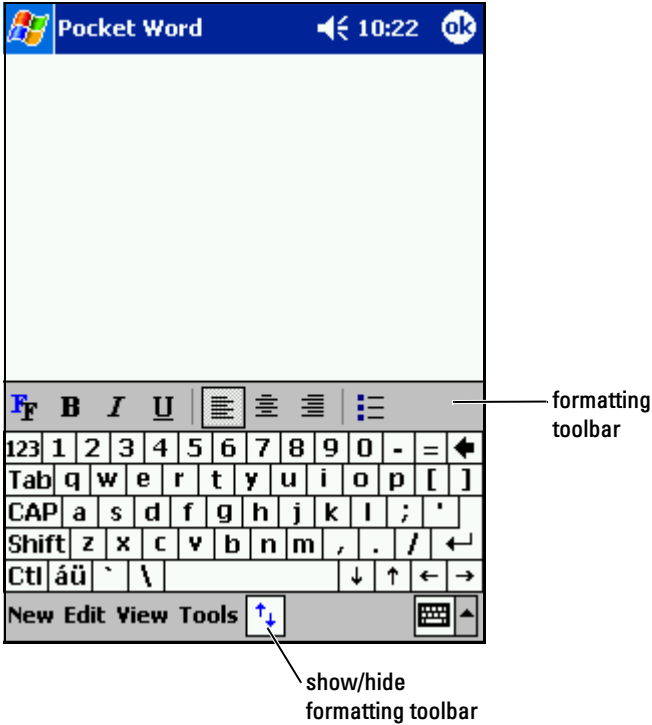 Pocket Word 10:22 ok
FF B I U
formatting
toolbar
123 1 2 3 4 5 6 7 8 9 0 - = 🡄
Tab q w e r t y u i o p [ ]
CAP a s d f g h j k l ; '
Shift z x c v b n m , . / ↵
Ctl áü ` \ ↓ ↑ ← →
New Edit View Tools
show/hide
formatting toolbar